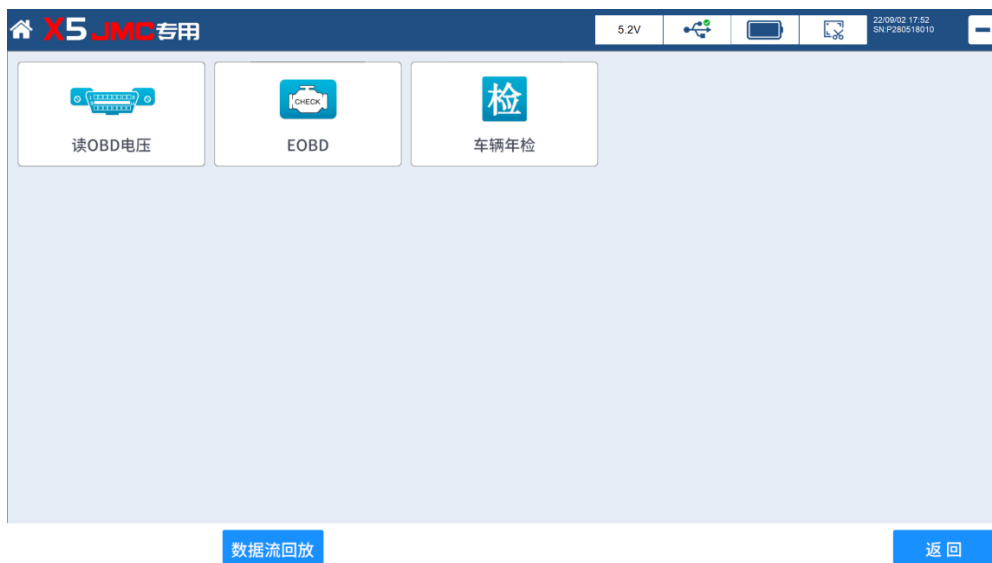 X5 JMC专用
5.2V
22/09/02 17:52
SN:P280518010
读OBD电压
CHECK
EOBD
检
车辆年检
数据流回放
返回